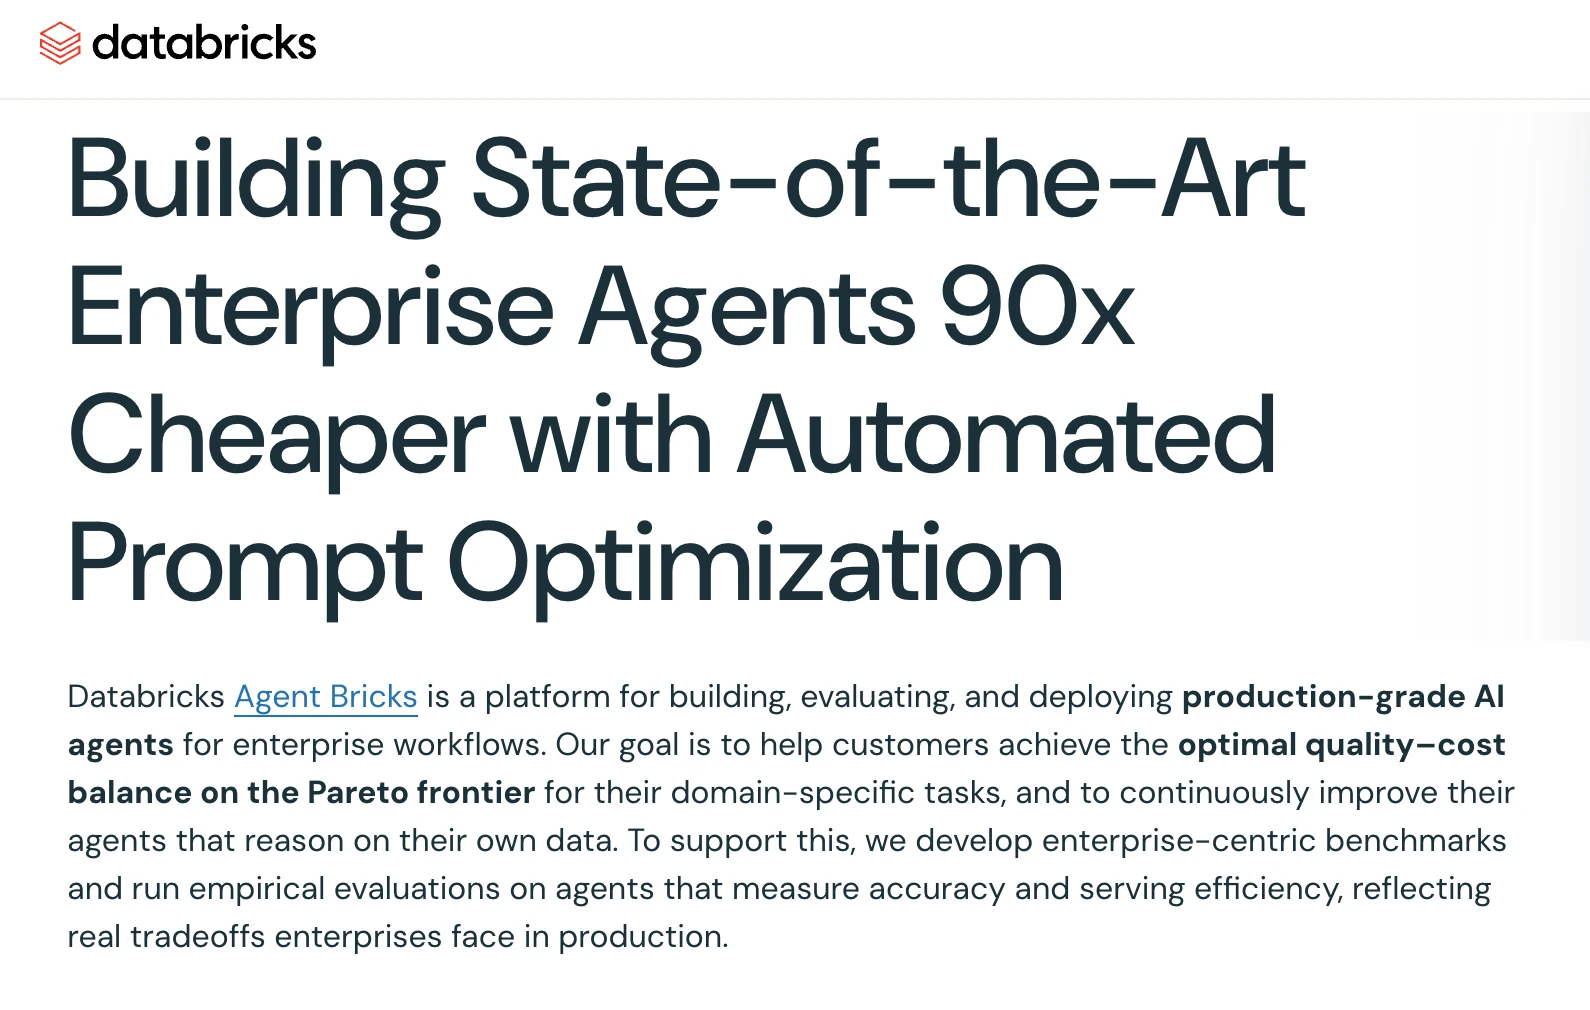 databricks
Building State-of-the-Art
Enterprise Agents 90x
Cheaper with Automated
Prompt Optimization
Databricks Agent Bricks is a platform for building, evaluating, and deploying production-grade AI
agents for enterprise workflows. Our goal is to help customers achieve the optimal quality–cost
balance on the Pareto frontier for their domain-specific tasks, and to continuously improve their
agents that reason on their own data. To support this, we develop enterprise-centric benchmarks
and run empirical evaluations on agents that measure accuracy and serving efficiency, reflecting
real tradeoffs enterprises face in production.